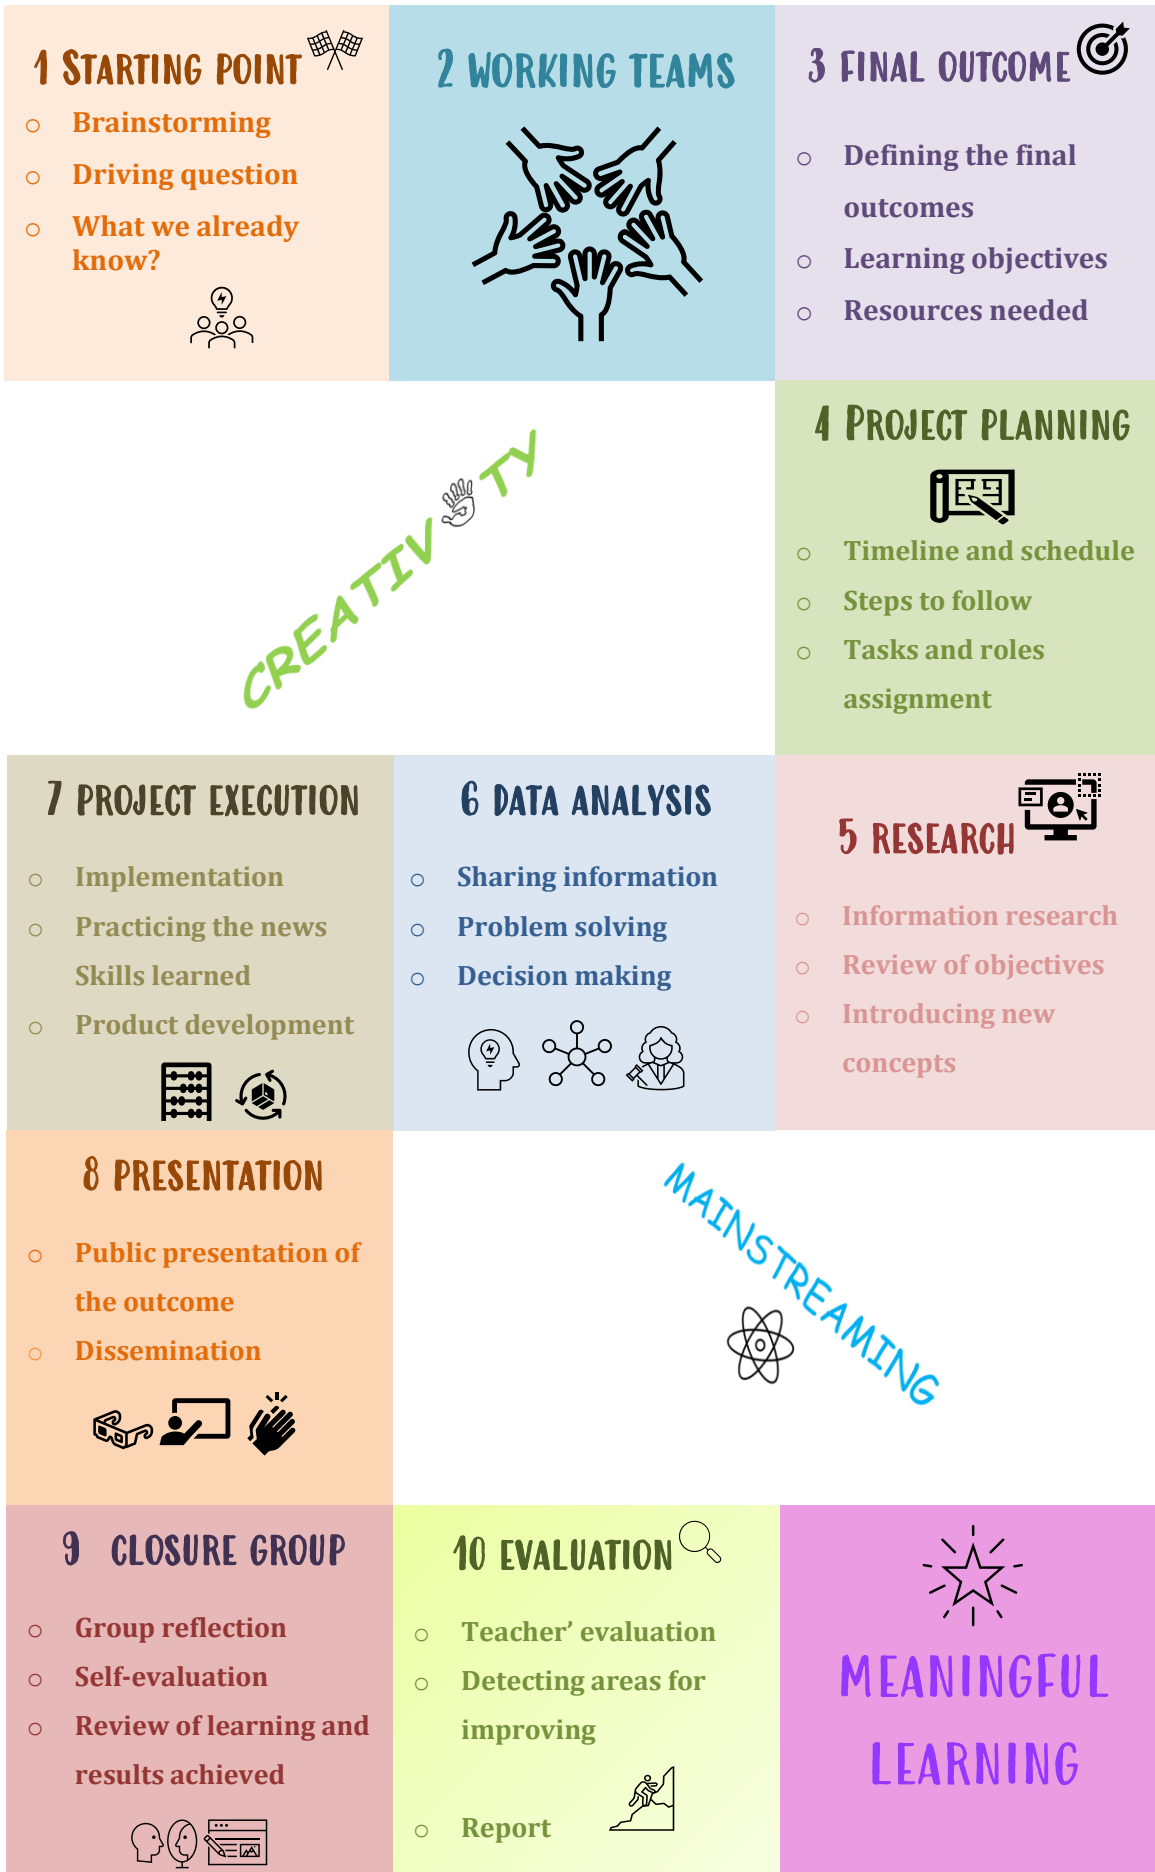 1 STARTING POINT
o Brainstorming
o Driving question
o What we already
know?
2 WORKING TEAMS
3 FINAL OUTCOME
o Defining the final
outcomes
o Learning objectives
o Resources needed
CREATIV TY
4 PROJECT PLANNING
o Timeline and schedule
o Steps to follow
o Tasks and roles
assignment
7 PROJECT EXECUTION
o Implementation
o Practicing the news
Skills learned
o Product development
6 DATA ANALYSIS
o Sharing information
o Problem solving
o Decision making
5 RESEARCH
o Information research
o Review of objectives
o Introducing new
concepts
8 PRESENTATION
o Public presentation of
the outcome
o Dissemination
MAINSTREAMING
9 CLOSURE GROUP
o Group reflection
o Self-evaluation
o Review of learning and
results achieved
10 EVALUATION
o Teacher’ evaluation
o Detecting areas for
improving
o Report
MEANINGFUL
LEARNING